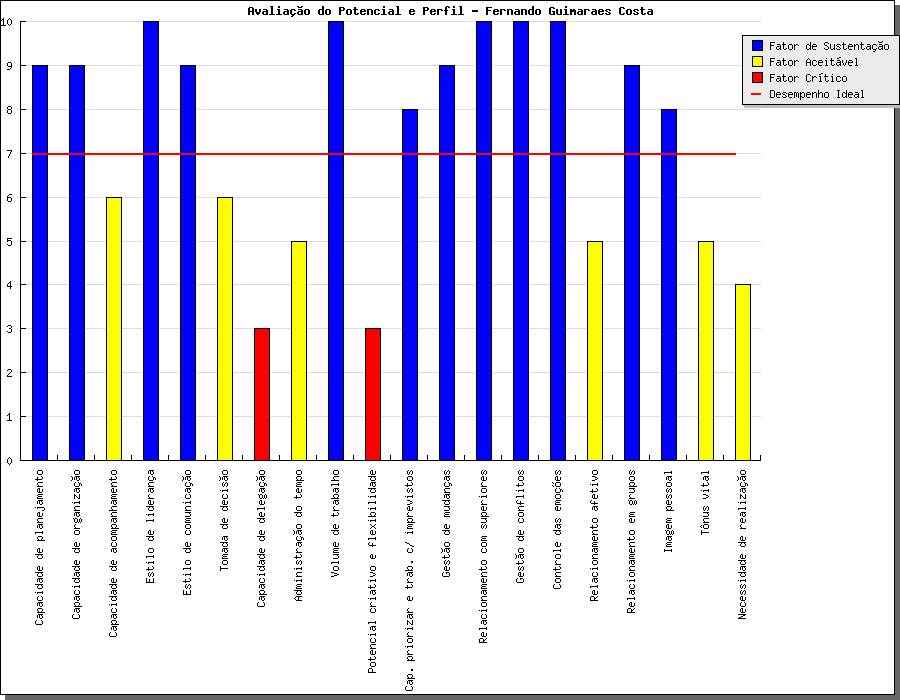 Avaliação do Potencial e Perfil - Fernando Guimaraes Costa
Fator de Sustentação
Fator Aceitável
Fator Crítico
Desempenho Ideal
10
9
8
7
6
5
4
3
2
1
0
Capacidade de planejamento
Capacidade de organização
Capacidade de acompanhamento
Estilo de liderança
Estilo de comunicação
Tomada de decisão
Capacidade de delegação
Administração do tempo
Volume de trabalho
Potencial criativo e flexibilidade
Cap. priorizar e trab. c/ imprevistos
Gestão de mudanças
Relacionamento com superiores
Gestão de conflitos
Controle das emoções
Relacionamento afetivo
Relacionamento em grupos
Imagem pessoal
Tônus vital
Necessidade de realização